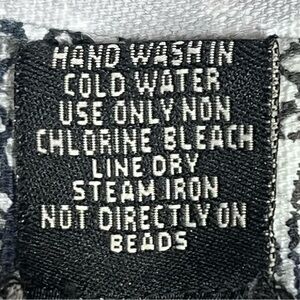 HAND WASH IN
COLD WATER
USE ONLY NON
CHLORINE BLEACH
LINE DRY
STEAM IRON
NOT DIRECTLY ON
BEADS